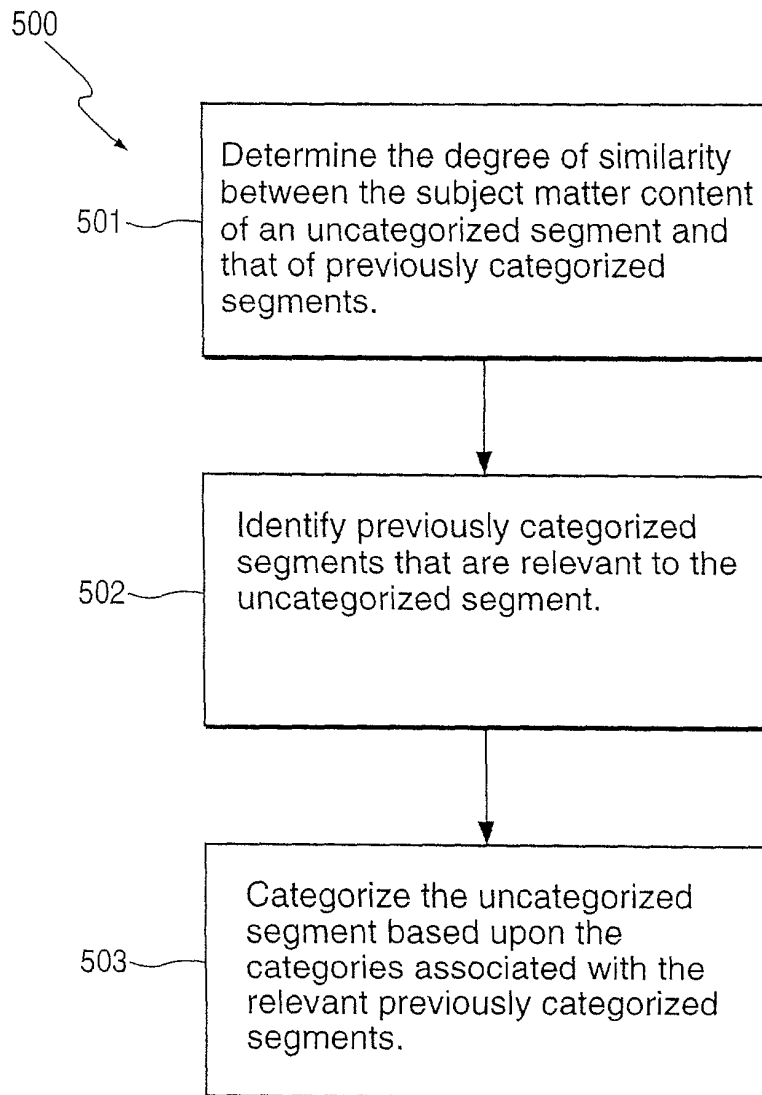 500
Determine the degree of similarity
between the subject matter content
501
of an uncategorized segment and
that of previously categorized
segments.
Identify previously categorized
segments that are relevant to the
502
uncategorized segment.
Categorize the uncategorized
segment based upon the
503
categories associated with the
relevant previously categorized
segments.